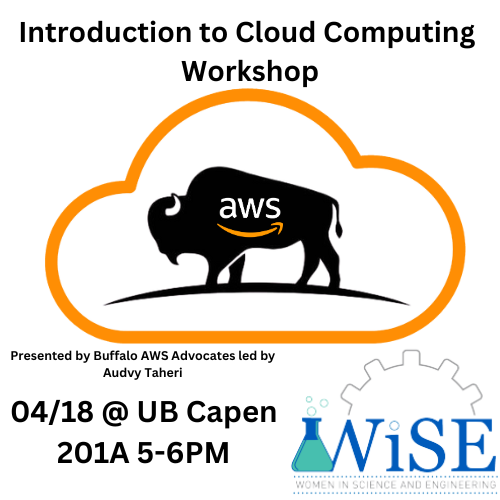 Introduction to Cloud Computing
Workshop
aws
Presented by Buffalo AWS Advocates led by
Audvy Taheri
04/18 @ UB Capen
201A 5-6PM
WiSE
WOMEN IN SCIENCE AND ENGINEERING